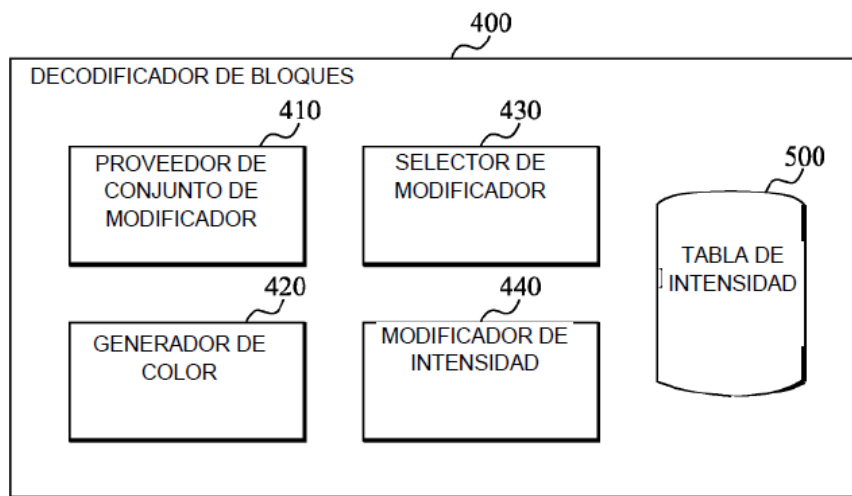 400
DECODIFICADOR DE BLOQUES
410
PROVEEDOR DE
CONJUNTO DE
MODIFICADOR
430
SELECTOR DE
MODIFICADOR
500
TABLA DE
INTENSIDAD
420
GENERADOR DE
COLOR
440
MODIFICADOR DE
INTENSIDAD